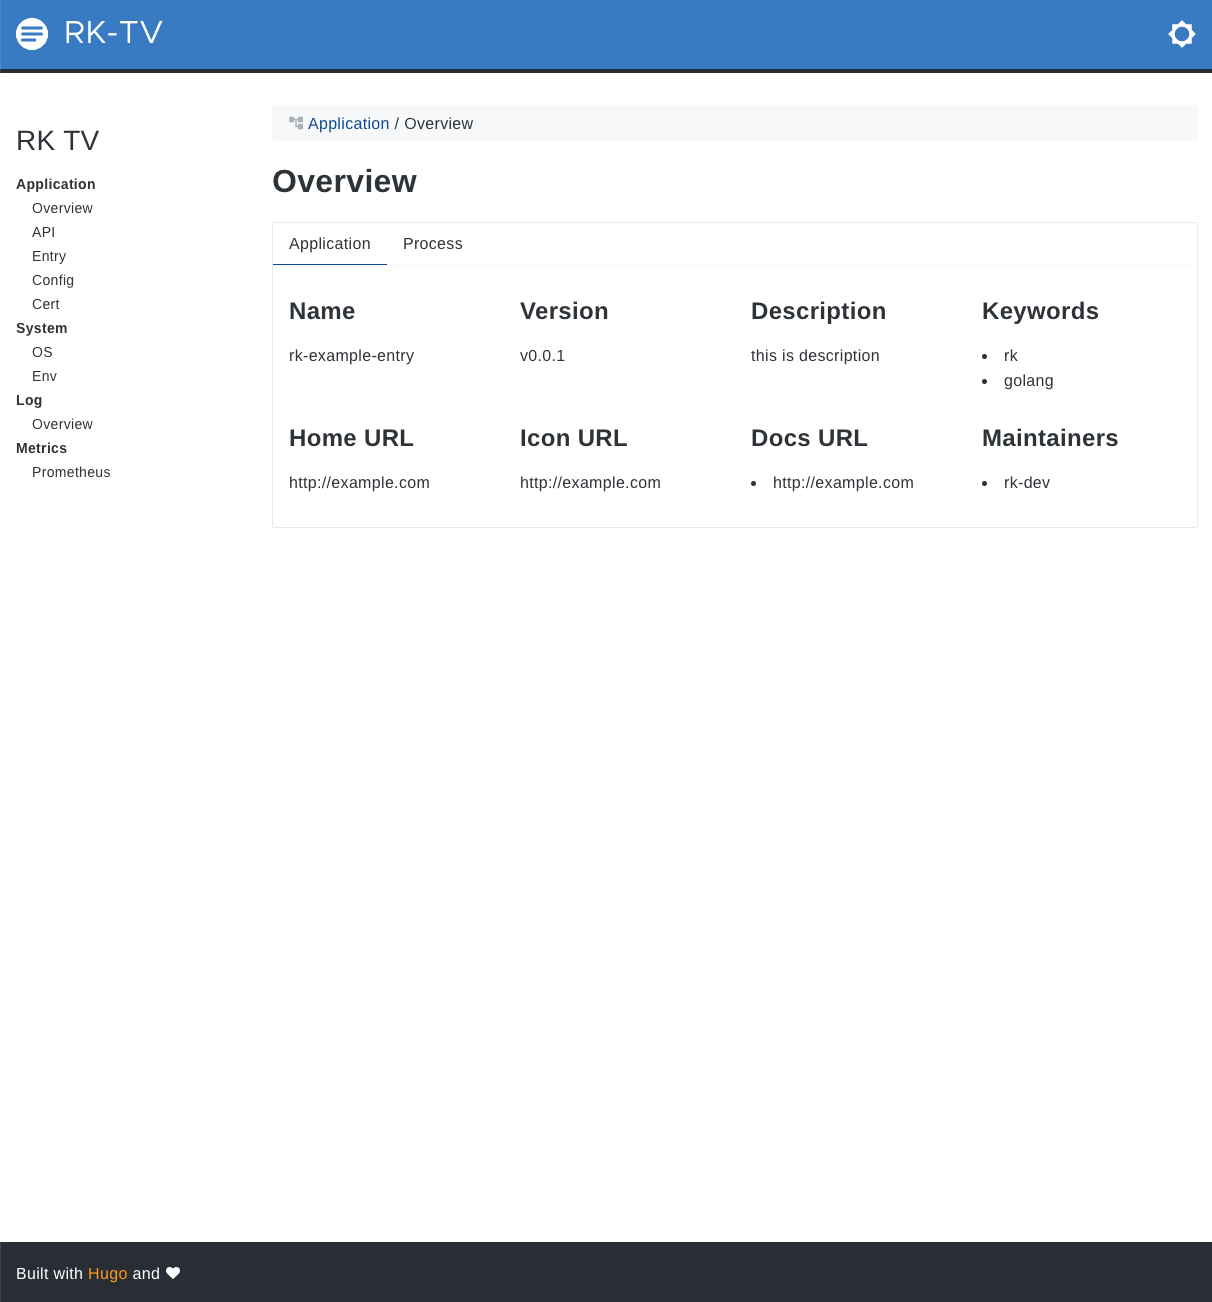 RK-TV
RK TV
Application
Overview
API
Entry
Config
Cert
System
OS
Env
Log
Overview
Metrics
Prometheus
Application / Overview
Overview
Application Process
Name Version Description Keywords
rk-example-entry v0.0.1 this is description • rk
• golang
Home URL Icon URL Docs URL Maintainers
http://example.com http://example.com • http://example.com • rk-dev
Built with Hugo and ♥